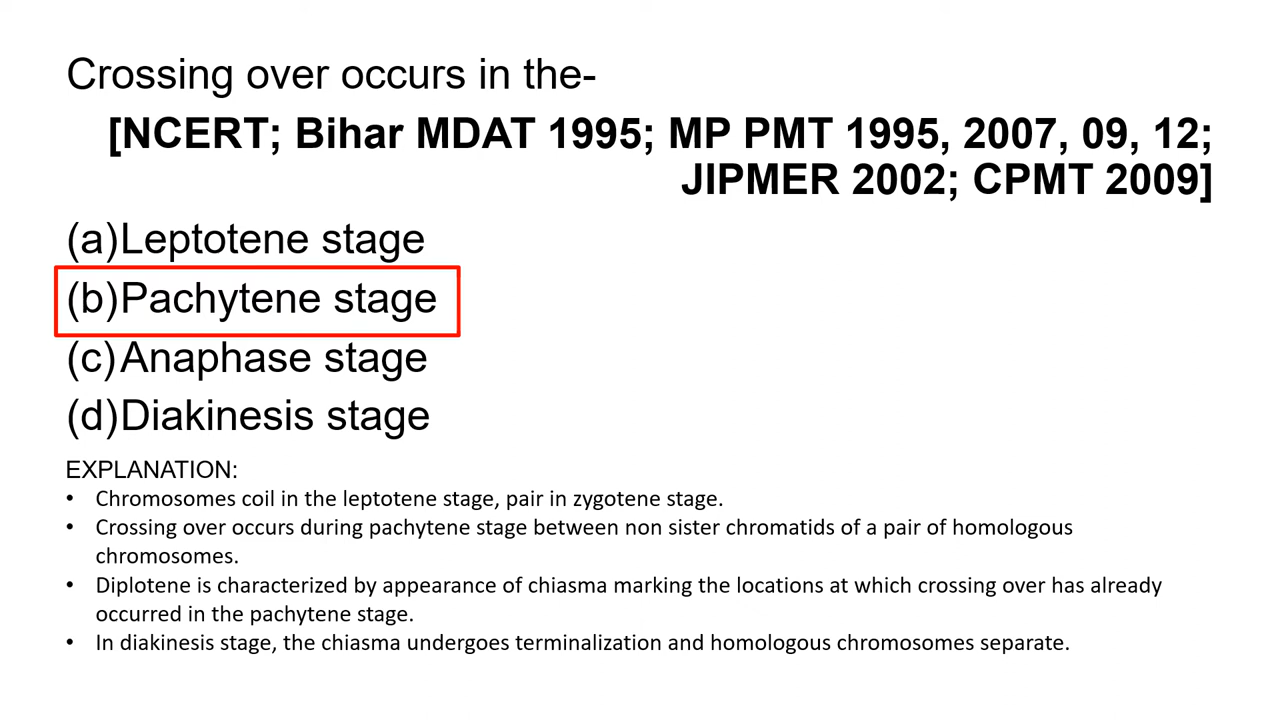 Crossing over occurs in the-
[NCERT; Bihar MDAT 1995; MP PMT 1995, 2007, 09, 12;
JIPMER 2002; CPMT 2009]
(a)Leptotene stage
(b)Pachytene stage
(c)Anaphase stage
(d)Diakinesis stage
EXPLANATION:
• Chromosomes coil in the leptotene stage, pair in zygotene stage.
• Crossing over occurs during pachytene stage between non sister chromatids of a pair of homologous
chromosomes.
• Diplotene is characterized by appearance of chiasma marking the locations at which crossing over has already
occurred in the pachytene stage.
• In diakinesis stage, the chiasma undergoes terminalization and homologous chromosomes separate.